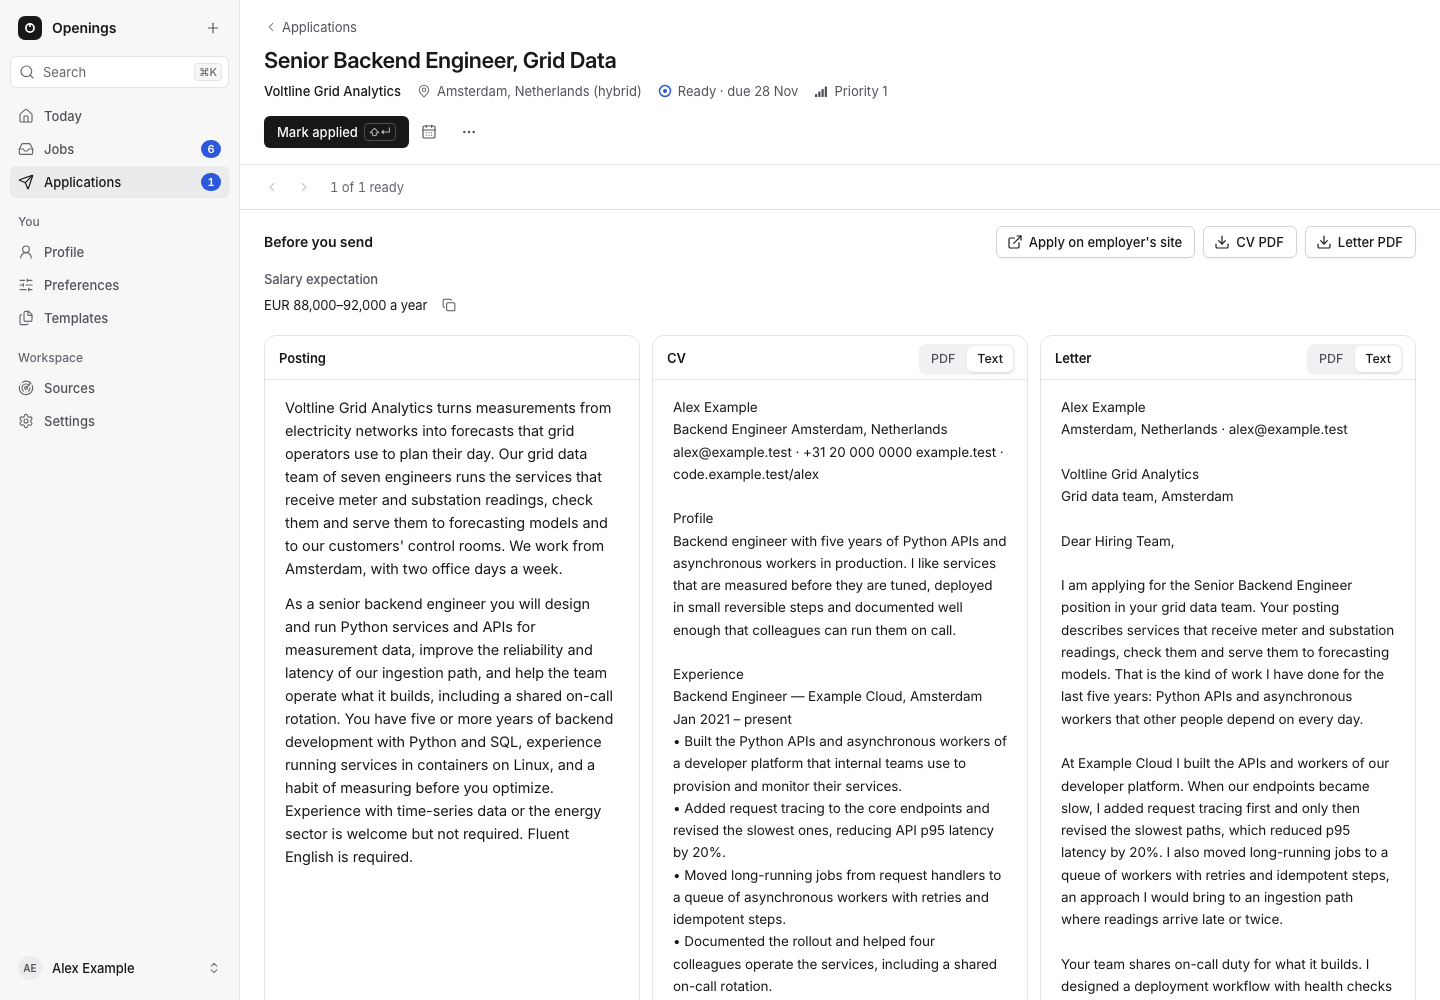 Openings
Search
⌘K
Today
Jobs
6
Applications
1
You
Profile
Preferences
Templates
Workspace
Sources
Settings
AE
Alex Example
Applications
Senior Backend Engineer, Grid Data
Voltline Grid Analytics
Amsterdam, Netherlands (hybrid)
Ready · due 28 Nov
Priority 1
Mark applied
1 of 1 ready
Before you send
Apply on employer's site
CV PDF
Letter PDF
Salary expectation
EUR 88,000–92,000 a year
Posting
Voltline Grid Analytics turns measurements from
electricity networks into forecasts that grid
operators use to plan their day. Our grid data
team of seven engineers runs the services that
receive meter and substation readings, check
them and serve them to forecasting models and
to our customers' control rooms. We work from
Amsterdam, with two office days a week.
As a senior backend engineer you will design
and run Python services and APIs for
measurement data, improve the reliability and
latency of our ingestion path, and help the team
operate what it builds, including a shared on-call
rotation. You have five or more years of backend
development with Python and SQL, experience
running services in containers on Linux, and a
habit of measuring before you optimize.
Experience with time-series data or the energy
sector is welcome but not required. Fluent
English is required.
CV
PDF
Text
Alex Example
Backend Engineer Amsterdam, Netherlands
alex@example.test · +31 20 000 0000 example.test ·
code.example.test/alex
Profile
Backend engineer with five years of Python APIs and
asynchronous workers in production. I like services
that are measured before they are tuned, deployed
in small reversible steps and documented well
enough that colleagues can run them on call.
Experience
Backend Engineer — Example Cloud, Amsterdam
Jan 2021 – present
• Built the Python APIs and asynchronous workers of
a developer platform that internal teams use to
provision and monitor their services.
• Added request tracing to the core endpoints and
revised the slowest ones, reducing API p95 latency
by 20%.
• Moved long-running jobs from request handlers to
a queue of asynchronous workers with retries and
idempotent steps.
• Documented the rollout and helped four
colleagues operate the services, including a shared
on-call rotation.
Letter
PDF
Text
Alex Example
Amsterdam, Netherlands · alex@example.test
Voltline Grid Analytics
Grid data team, Amsterdam
Dear Hiring Team,
I am applying for the Senior Backend Engineer
position in your grid data team. Your posting
describes services that receive meter and substation
readings, check them and serve them to forecasting
models. That is the kind of work I have done for the
last five years: Python APIs and asynchronous
workers that other people depend on every day.
At Example Cloud I built the APIs and workers of our
developer platform. When our endpoints became
slow, I added request tracing first and only then
revised the slowest paths, which reduced p95
latency by 20%. I also moved long-running jobs to a
queue of workers with retries and idempotent steps,
an approach I would bring to an ingestion path
where readings arrive late or twice.
Your team shares on-call duty for what it builds. I
designed a deployment workflow with health checks